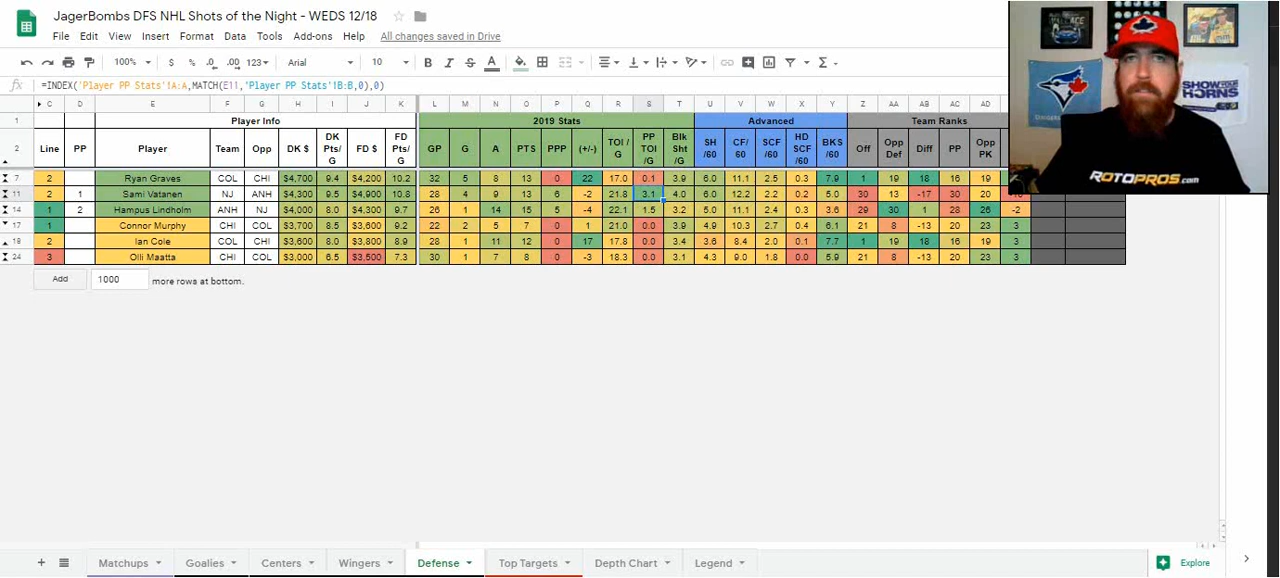 JagerBombs DFS NHL Shots of the Night - WEDS 12/18
File Edit View Insert Format Data Tools Add-ons Help All changes saved in Drive
100% $ % .0 .00 123 Arial 10 B I S A
fx =INDEX('Player PP Stats'!A:A,MATCH(E11,'Player PP Stats'!B:B,0),0)
C D E F G H I J K L M N O P Q R S T U V W X Y Z AA AB AC AD
1 Player Info 2019 Stats Advanced Team Ranks
2 Line PP Player Team Opp DK $ DK Pts/ G FD $ FD Pts/ G GP G A PTS PPP (+/-) TOI / G PP TOI /G Blk Sht /G SH /60 CF/ 60 SCF/ 60 HD SCF /60 BKS /60 Off Opp Def Diff PP Opp PK
7 2 Ryan Graves COL CHI $4,700 9.4 $4,200 10.2 32 5 8 13 0 22 17.0 0.1 3.9 6.0 11.1 2.5 0.3 7.9 1 19 18 16 19
11 2 1 Sami Vatanen NJ ANH $4,300 9.5 $4,900 10.8 28 4 9 13 6 -2 21.8 3.1 4.0 6.0 12.2 2.2 0.2 5.0 30 13 -17 30 20
14 1 2 Hampus Lindholm ANH NJ $4,000 8.0 $4,300 9.7 26 1 14 15 5 -4 22.1 1.5 3.2 5.0 11.1 2.4 0.3 3.6 29 30 1 28 26 -2
17 1 Connor Murphy CHI COL $3,700 8.5 $3,600 9.2 22 2 5 7 0 1 21.0 0.0 3.9 4.9 10.3 2.7 0.4 6.1 21 8 -13 20 23 3
18 2 Ian Cole COL CHI $3,600 8.0 $3,800 8.9 28 1 11 12 0 17 17.8 0.0 3.4 3.6 8.4 2.0 0.1 7.7 1 19 18 16 19 3
24 3 Olli Maatta CHI COL $3,000 6.5 $3,500 7.3 30 1 7 8 0 -3 18.3 0.0 3.1 4.3 9.0 1.8 0.0 5.9 21 8 -13 20 23 3
Add 1000 more rows at bottom.
WALLACE
SHOW YOUR
HORNS
ROTOPROS.com
+ Matchups Goalies Centers Wingers Defense Top Targets Depth Chart Legend Explore